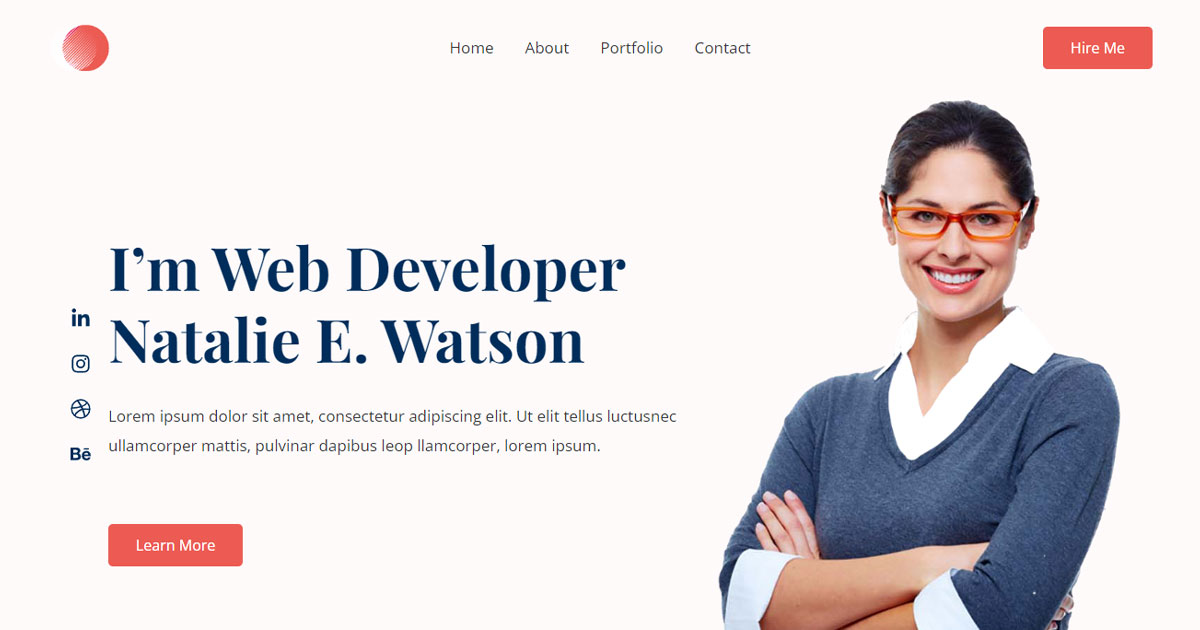 Home About Portfolio Contact Hire Me
I’m Web Developer
Natalie E. Watson
Lorem ipsum dolor sit amet, consectetur adipiscing elit. Ut elit tellus luctusnec
ullamcorper mattis, pulvinar dapibus leop llamcorper, lorem ipsum.
in
Bē
Learn More